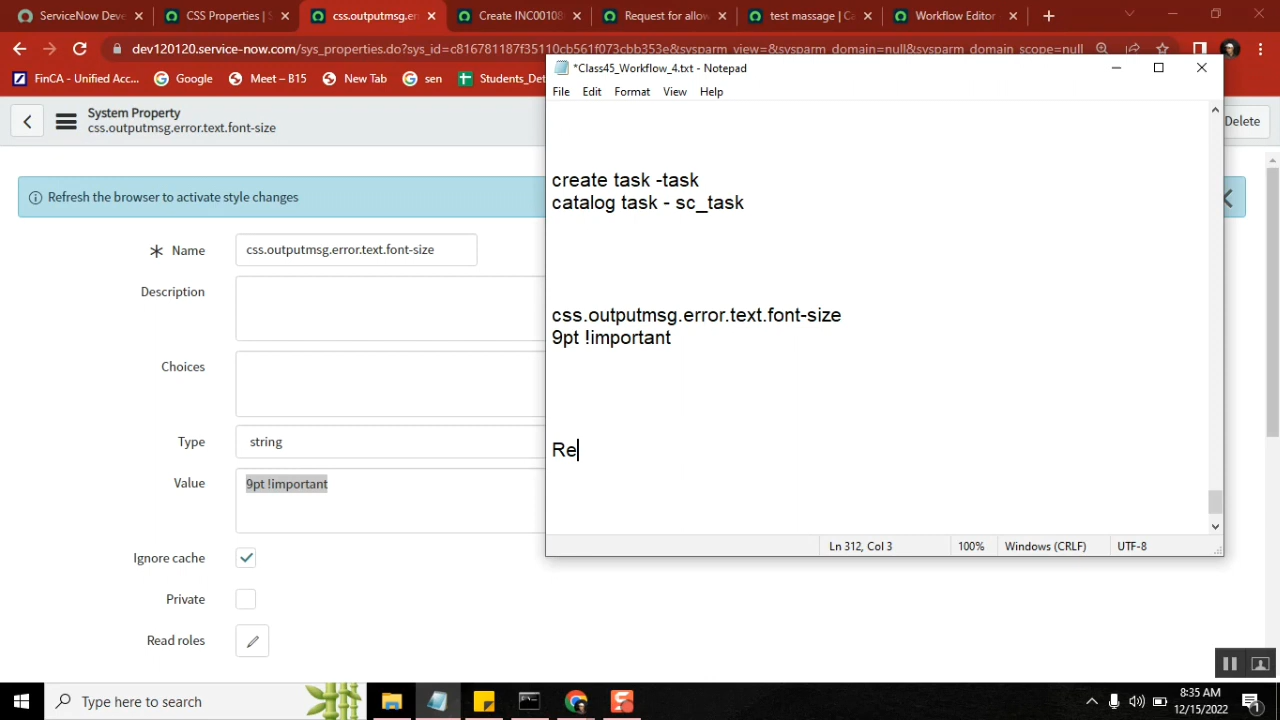 ServiceNow Deve
CSS Properties | S
css.outputmsg.er
Create INC00108
Request for allow
test massage | Ca
Workflow Editor
dev120120.service-now.com/sys_properties.do?sys_id=c816781187f35110cb561f073cbb353e&sysparm_view=&sysparm_domain=null&sysparm_domain_scope=null
FinCA - Unified Acc...
Google
Meet – B15
New Tab
sen
Students_Det
System Property
css.outputmsg.error.text.font-size
Delete
Refresh the browser to activate style changes
Name
css.outputmsg.error.text.font-size
Description
Choices
Type
string
Value
9pt !important
Ignore cache
Private
Read roles
*Class45_Workflow_4.txt - Notepad
File Edit Format View Help
create task -task
catalog task - sc_task
css.outputmsg.error.text.font-size
9pt !important
Re
Ln 312, Col 3
100%
Windows (CRLF)
UTF-8
Type here to search
8:35 AM
12/15/2022
1